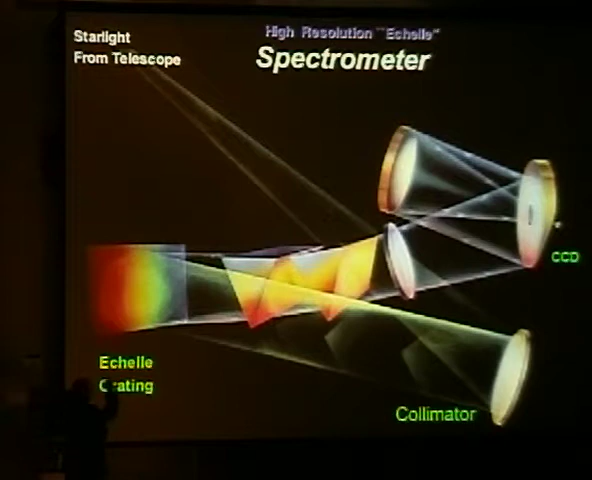 High Resolution "Echelle"
Spectrometer
Starlight
From Telescope
CCD
Echelle
Grating
Collimator